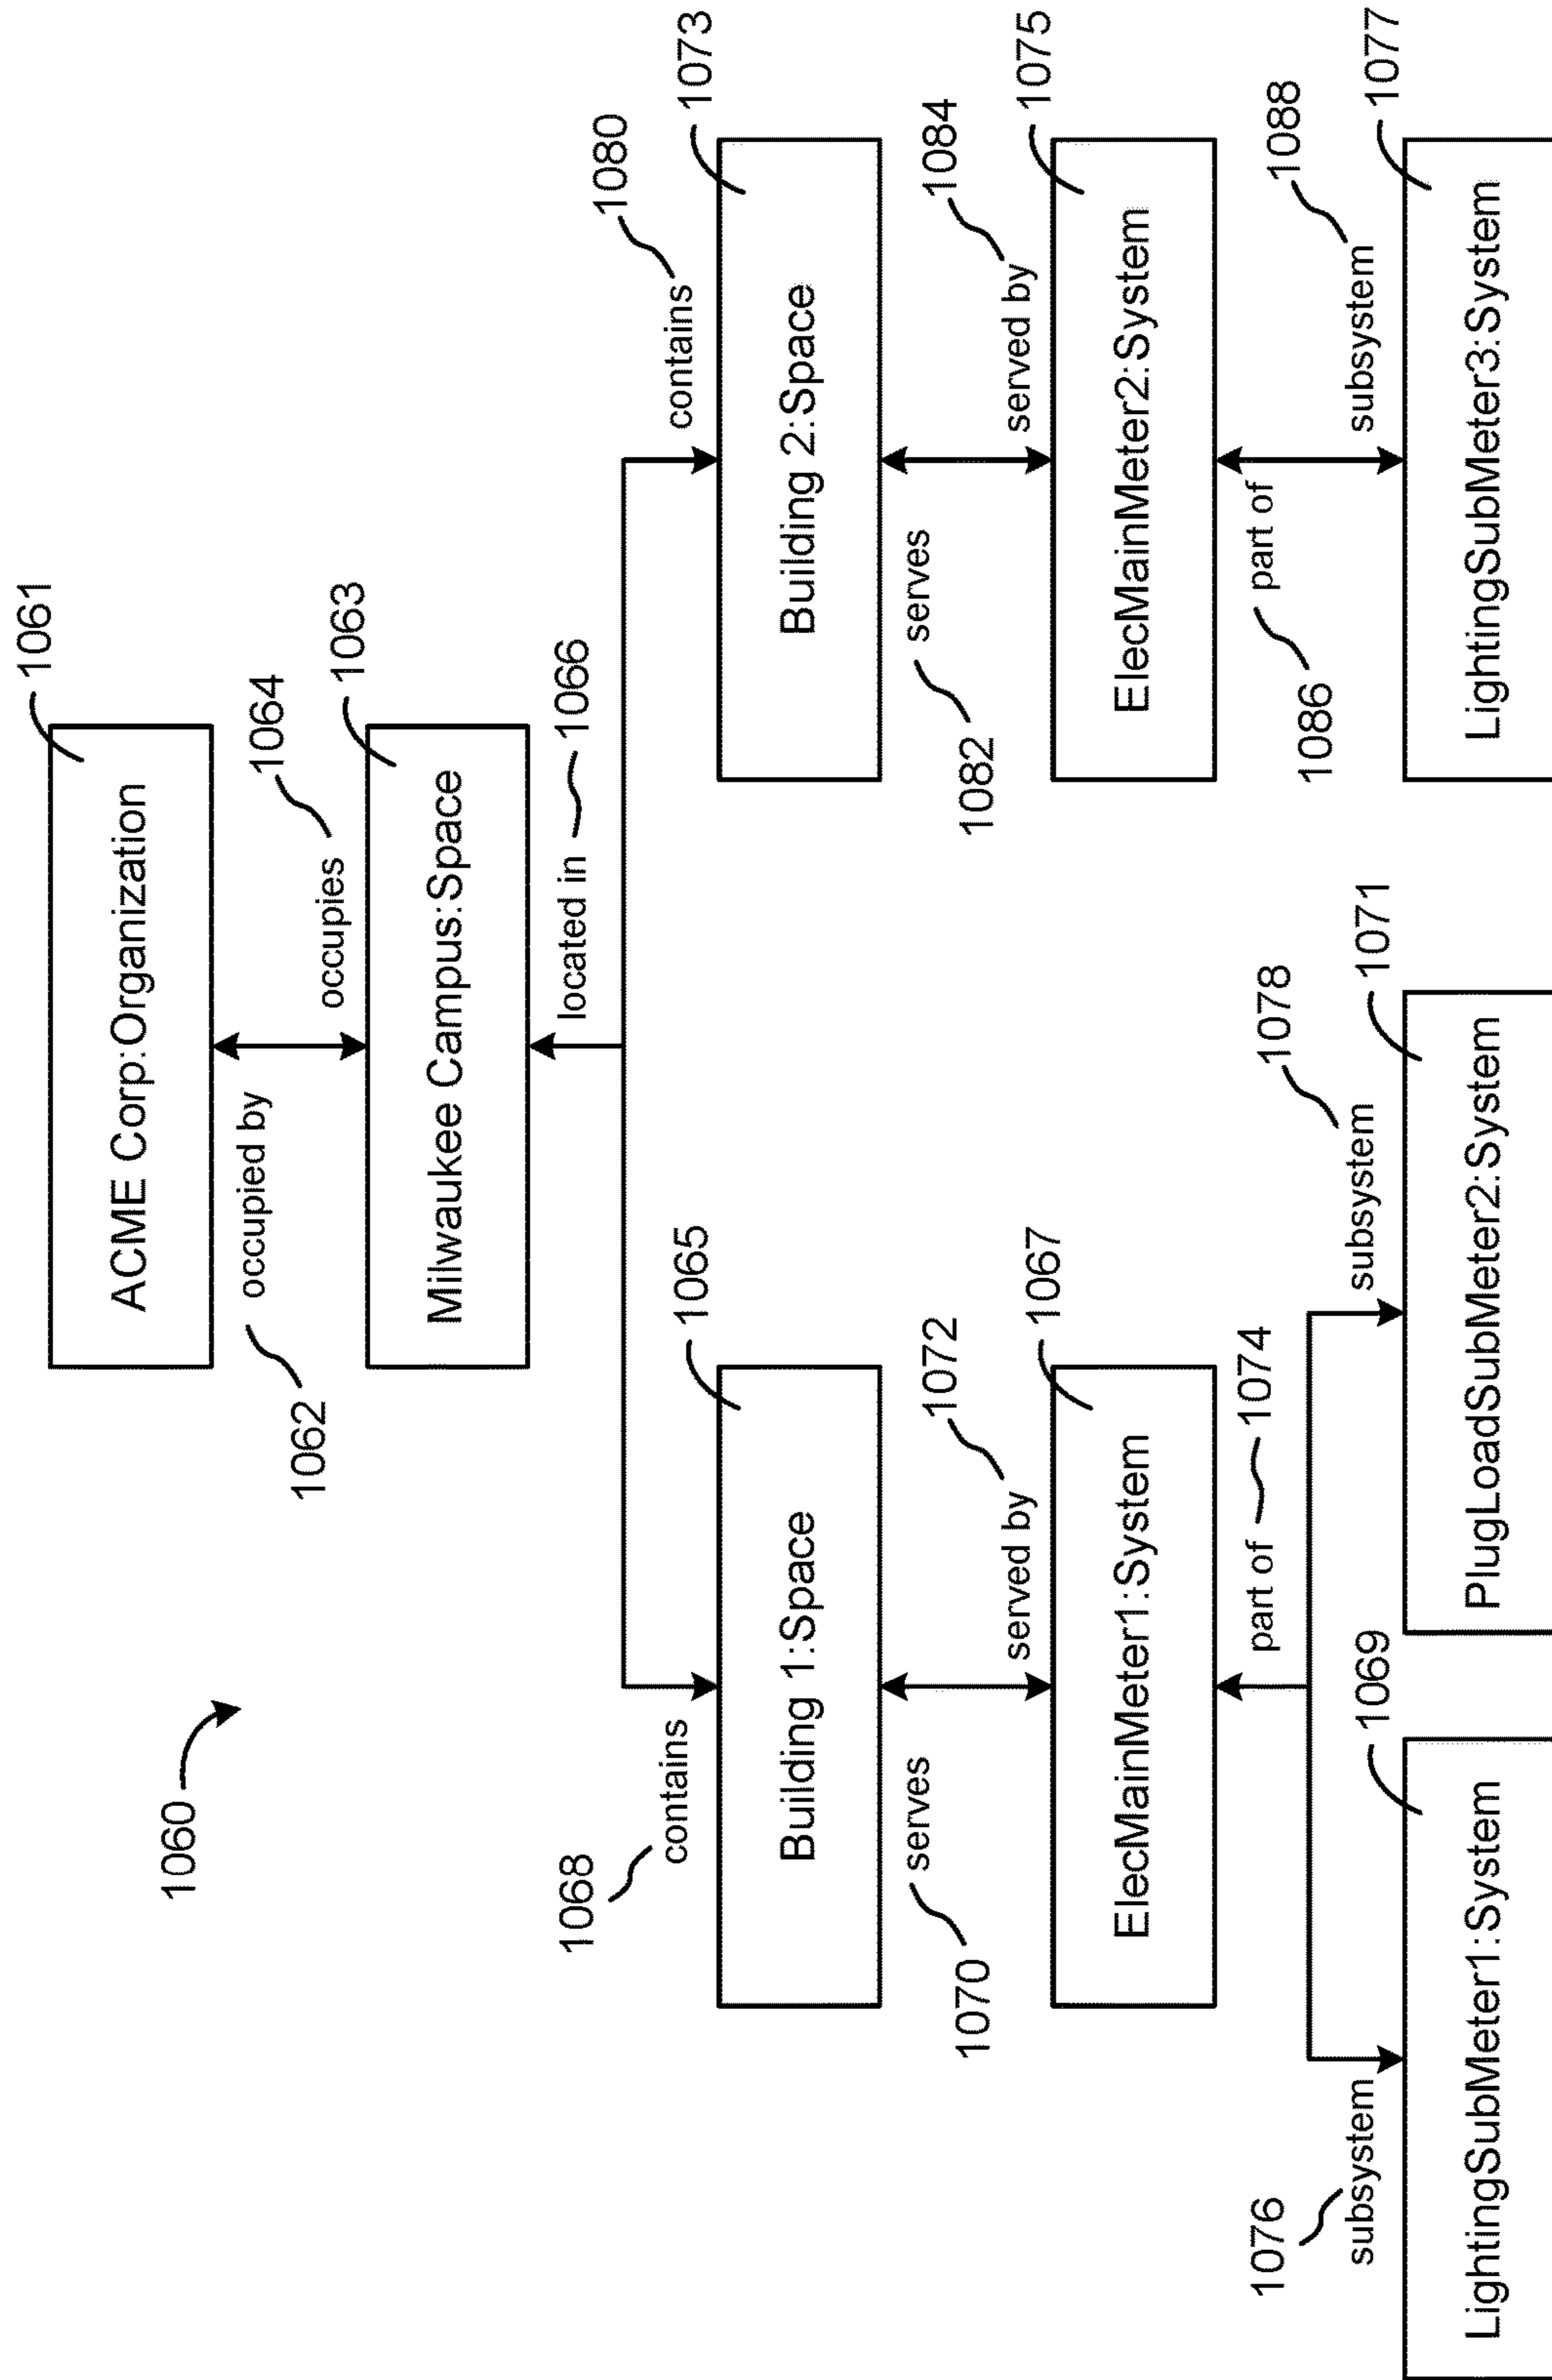 1060
ACME Corp:Organization
1061
1062
occupied by
occupies
1064
Milwaukee Campus:Space
1063
located in
1066
1068
contains
contains
1080
Building 1:Space
1065
Building 2:Space
1073
1070
serves
served by
1072
1082
serves
served by
1084
ElecMainMeter1:System
1067
ElecMainMeter2:System
1075
part of
1074
1086
part of
1076
subsystem
subsystem
1078
subsystem
1088
LightingSubMeter1:System
1069
PlugLoadSubMeter2:System
1071
LightingSubMeter3:System
1077